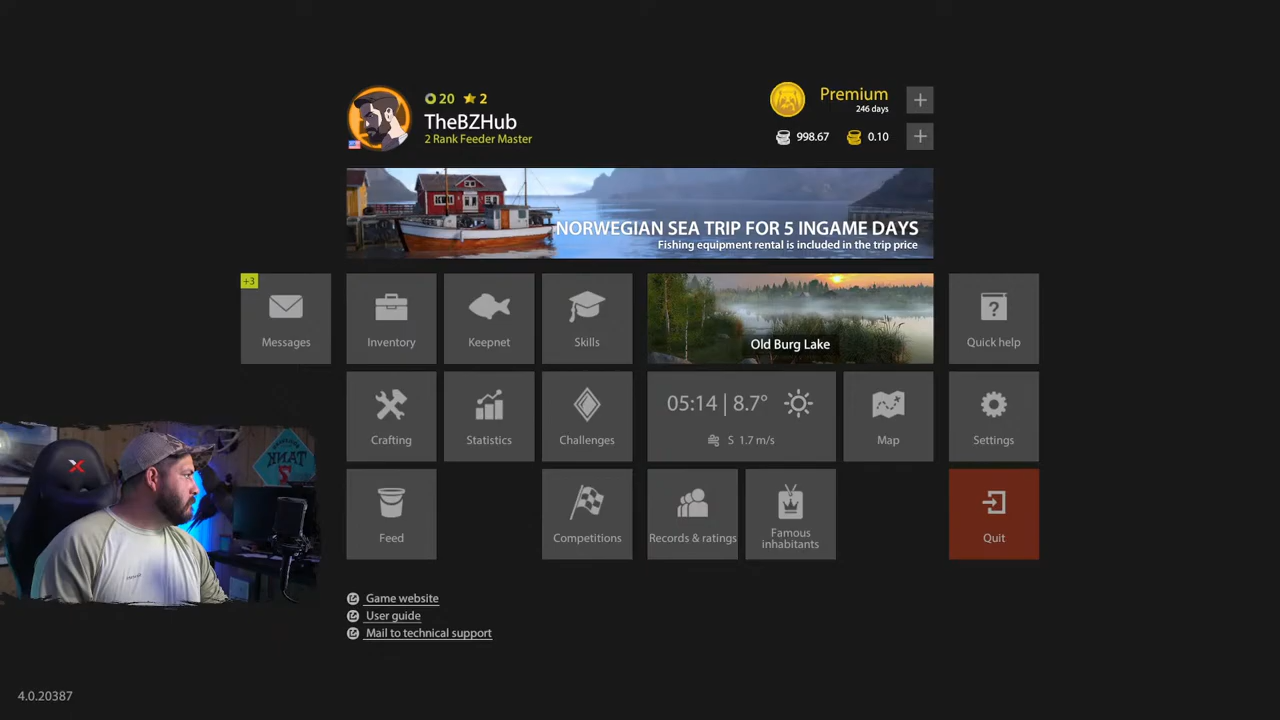 20 2
TheBZHub
2 Rank Feeder Master
Premium
246 days
998.67 0.10
NORWEGIAN SEA TRIP FOR 5 INGAME DAYS
Fishing equipment rental is included in the trip price
+3
Messages
Inventory
Keepnet
Skills
Old Burg Lake
Quick help
Crafting
Statistics
Challenges
05:14 | 8.7°
S 1.7 m/s
Map
Settings
Feed
Competitions
Records & ratings
Famous
inhabitants
Quit
TANK
Game website
User guide
Mail to technical support
4.0.20387